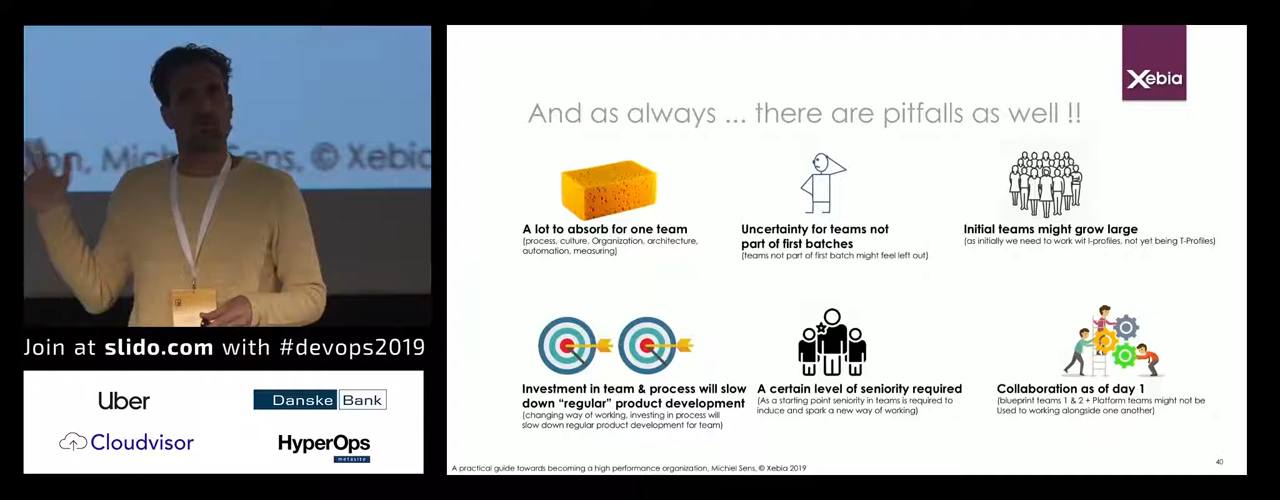 on, Michiel Sens, © Xebia
Join at slido.com with #devops2019
Uber
Danske Bank
Cloudvisor
HyperOps
metasite
Xebia
And as always ... there are pitfalls as well !!
A lot to absorb for one team
(process, culture, Organization, architecture,
automation, measuring)
Uncertainty for teams not
part of first batches
(teams not part of first batch might feel left out)
Initial teams might grow large
(as initially we need to work wit I-profiles, not yet being T-Profiles)
Investment in team & process will slow
down “regular” product development
(changing way of working, investing in process will
slow down regular product development for team)
A certain level of seniority required
(As a starting point seniority in teams is required to
induce and spark a new way of working)
Collaboration as of day 1
(blueprint teams 1 & 2 + Platform teams might not be
Used to working alongside one another)
A practical guide towards becoming a high performance organization, Michiel Sens, © Xebia 2019
40